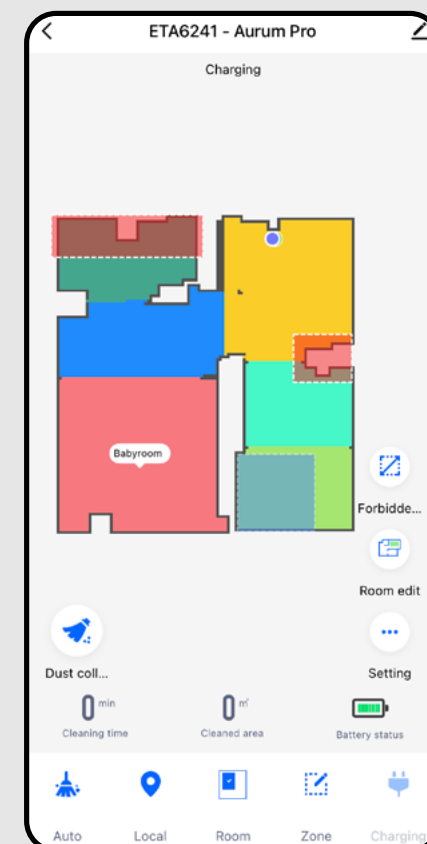 ETA6241 - Aurum Pro
Charging
Babyroom
Forbidde...
Room edit
Dust coll...
Setting
0 min
0 ㎡
Cleaning time
Cleaned area
Battery status
Auto
Local
Room
Zone
Charging